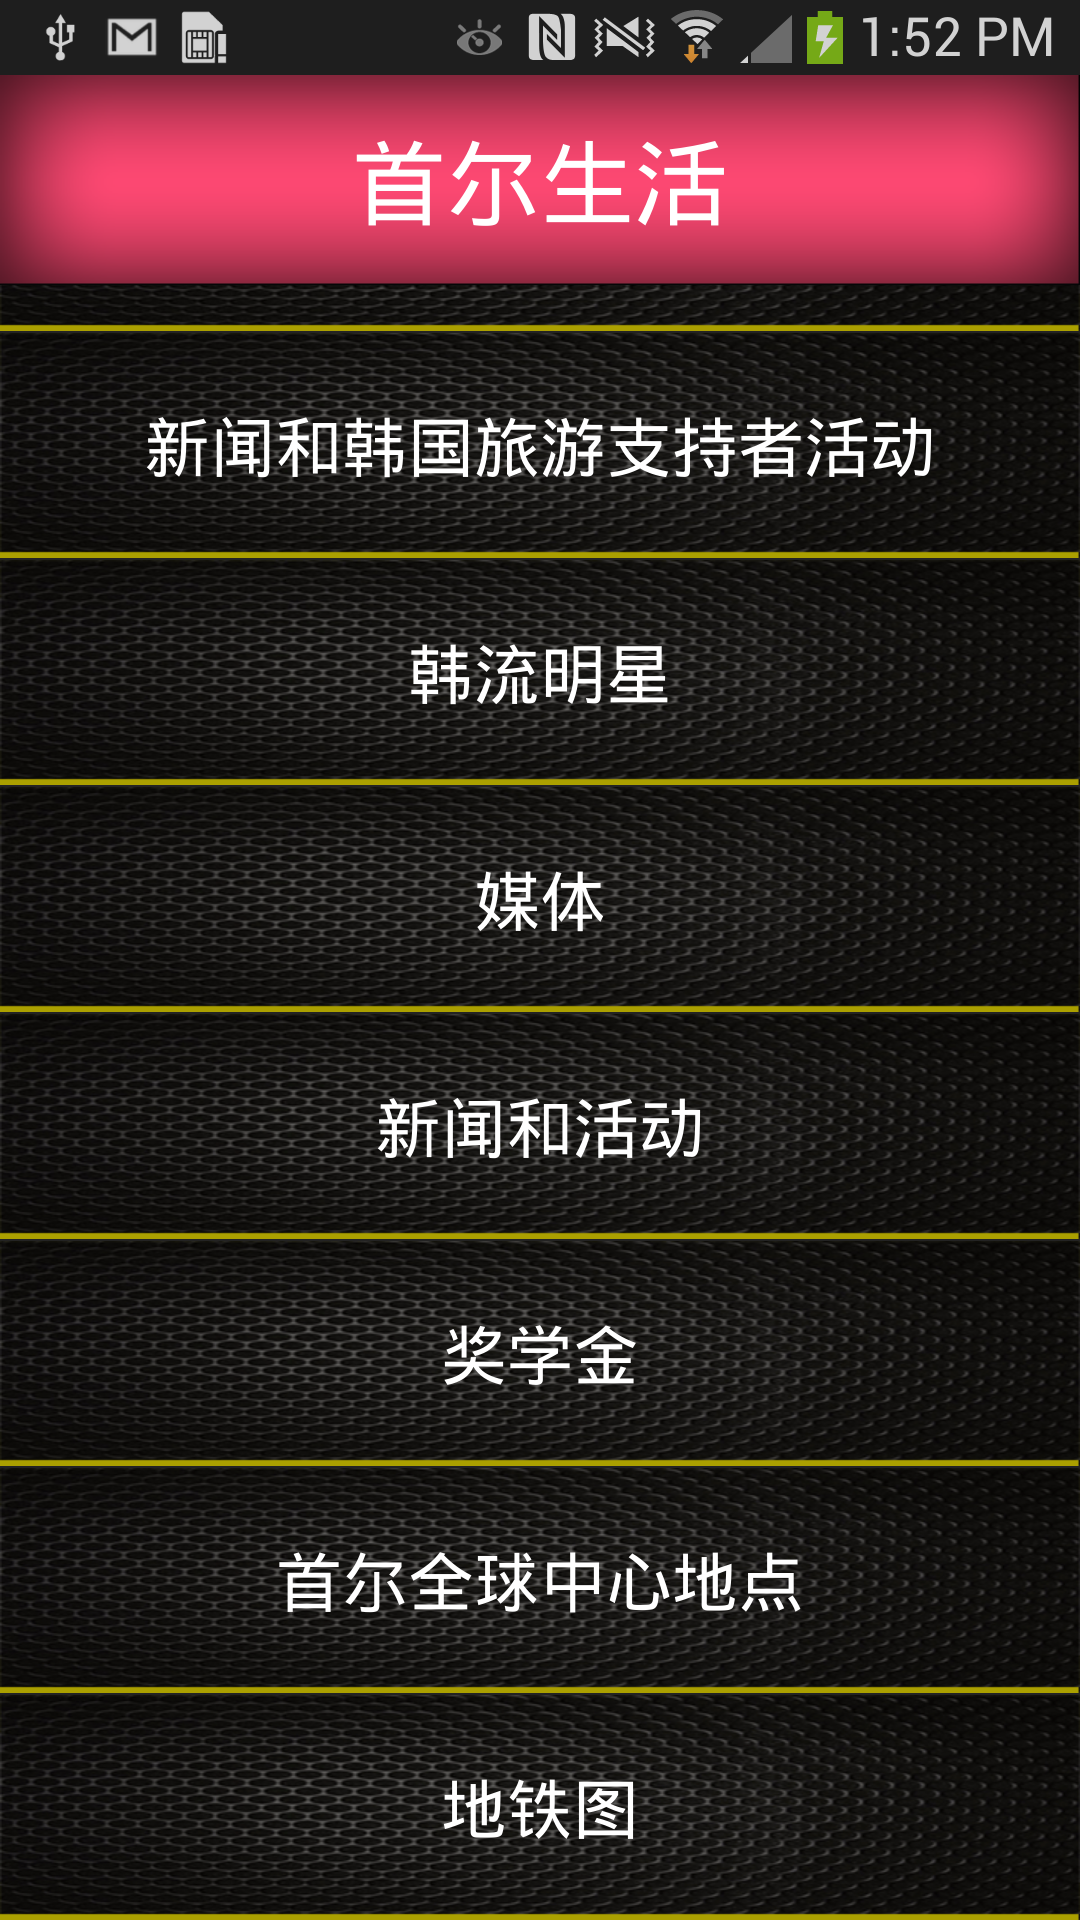 1:52 PM
首尔生活
新闻和韩国旅游支持者活动
韩流明星
媒体
新闻和活动
奖学金
首尔全球中心地点
地铁图